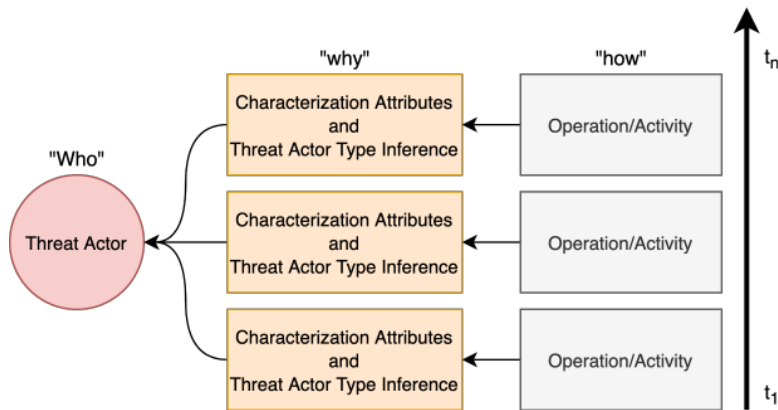 "why"
"how"
tn
Characterization Attributes
and
Threat Actor Type Inference
Operation/Activity
"Who"
Threat Actor
Characterization Attributes
and
Threat Actor Type Inference
Operation/Activity
Characterization Attributes
and
Threat Actor Type Inference
Operation/Activity
t1